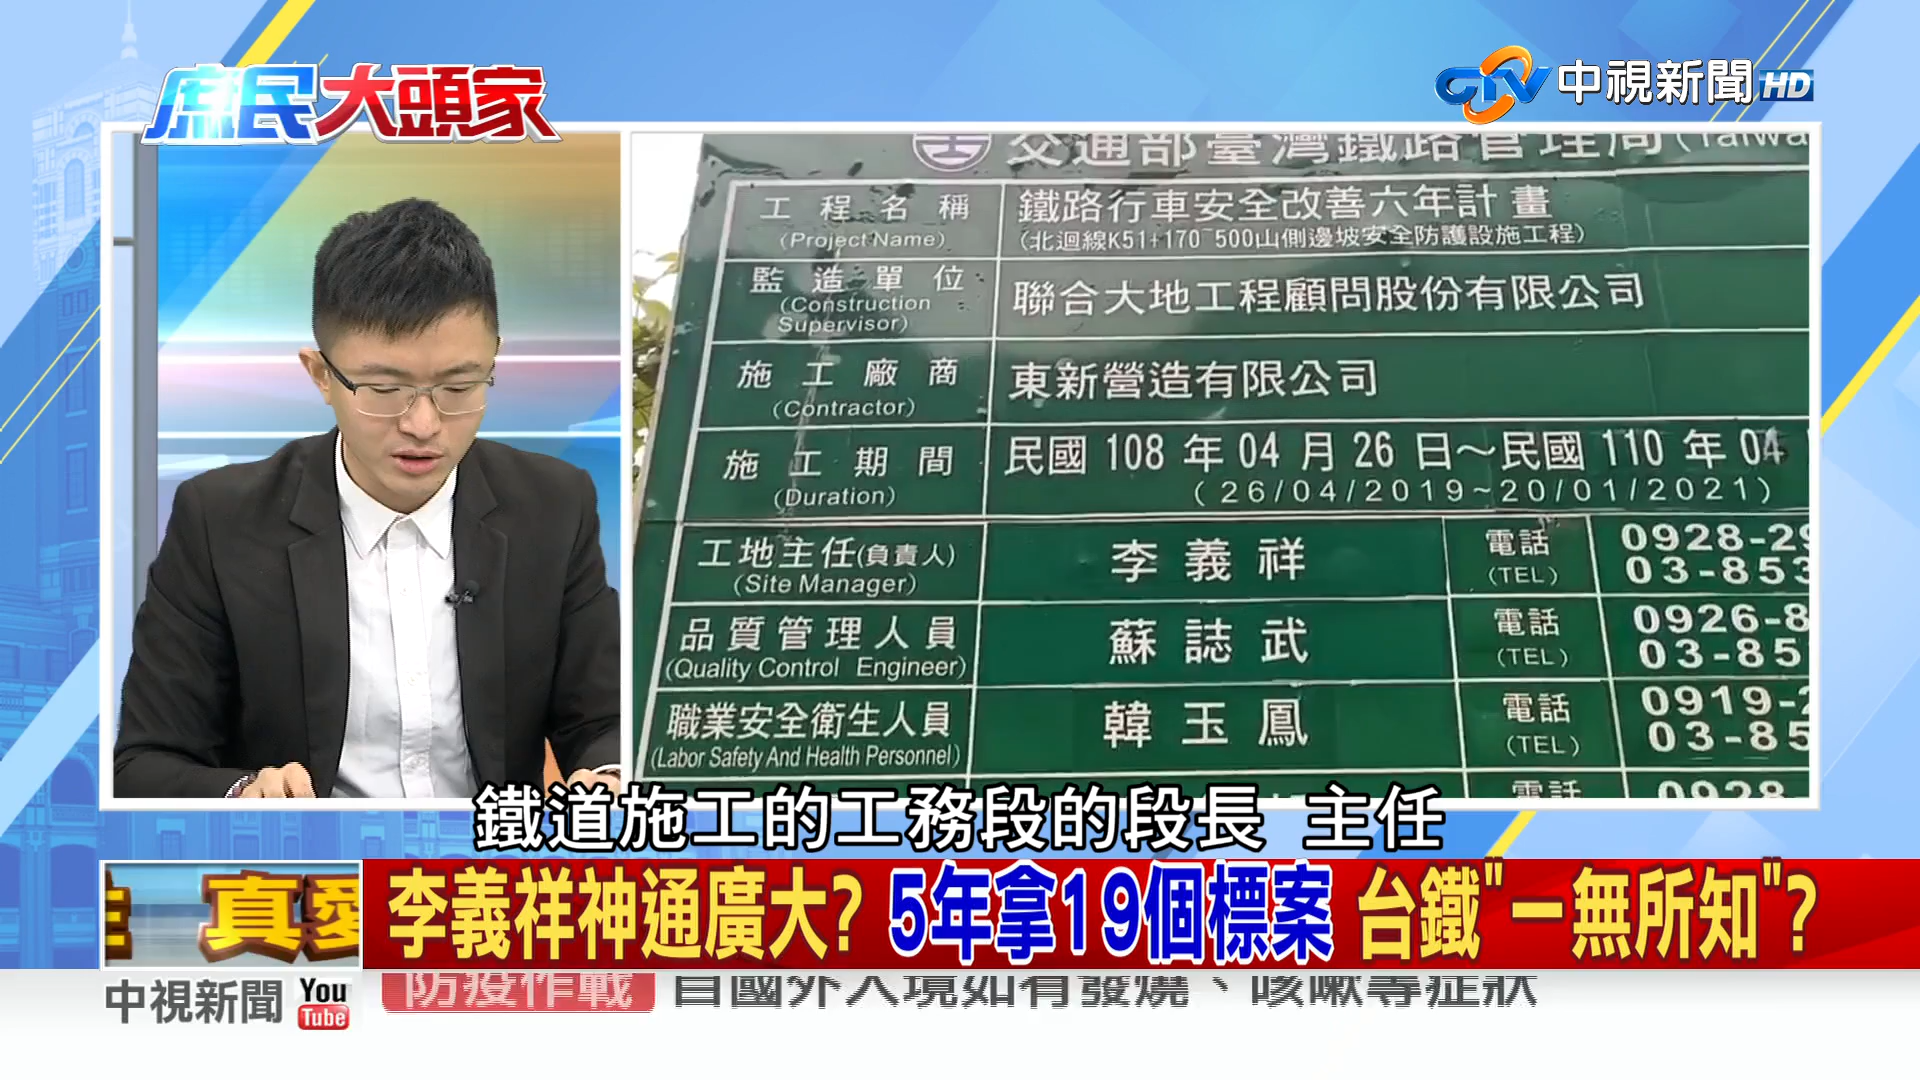 庶民大頭家
CTV 中視新聞 HD
交通部臺灣鐵路管理局(Taiwa
工程名稱
(Project Name)
鐵路行車安全改善六年計畫
(北迴線K51+170~500山側邊坡安全防護設施工程)
監造單位
(Construction
Supervisor)
聯合大地工程顧問股份有限公司
施工廠商
(Contractor)
東新營造有限公司
施工期間
(Duration)
民國 108 年 04 月 26 日～民國 110 年 04
(26/04/2019~20/01/2021)
工地主任(負責人)
(Site Manager)
李義祥
電話
(TEL)
0928-29
03-853
品質管理人員
(Quality Control Engineer)
蘇誌武
電話
(TEL)
0926-8
03-85
職業安全衛生人員
(Labor Safety And Health Personnel)
韓玉鳳
電話
(TEL)
0919-2
03-85
電話
0928
鐵道施工的工務段的段長 主任
真愛
李義祥神通廣大? 5年拿19個標案 台鐵"一無所知"?
中視新聞 YouTube
防疫作戰 自國外入境如有發燒、咳嗽等症狀